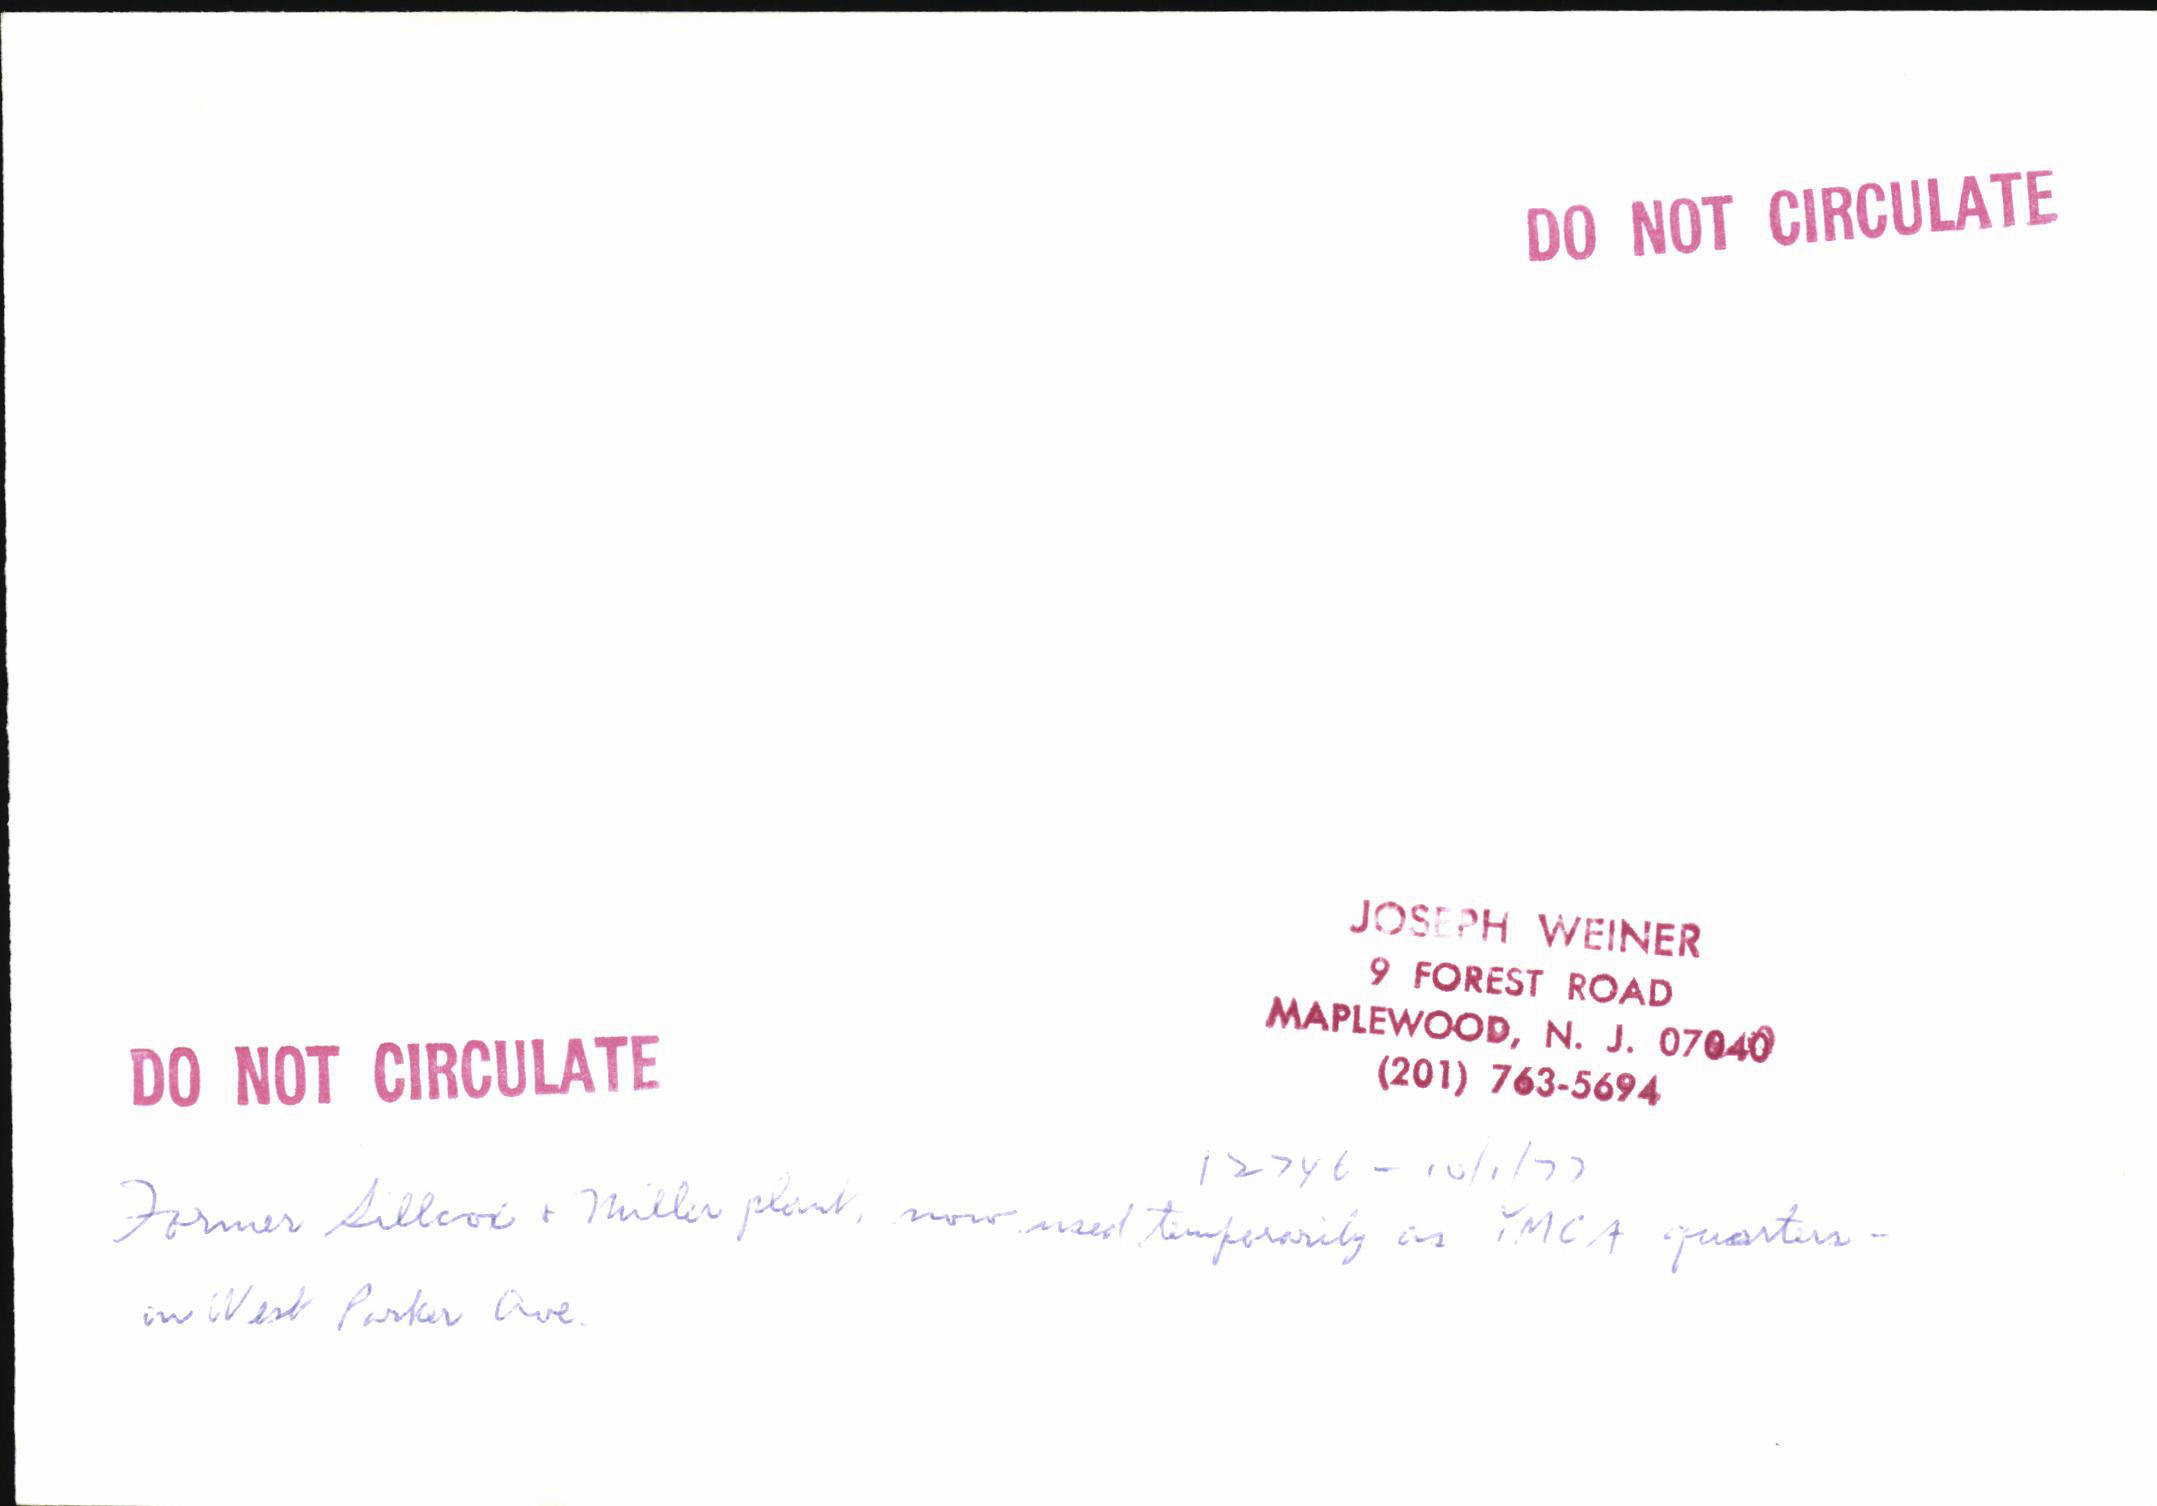 DO NOT CIRCULATE
JOSEPH WEINER
9 FOREST ROAD
MAPLEWOOD, N. J. 07040
(201) 763-5694
DO NOT CIRCULATE
12746 - 10/1/77
Former Sillcox & Miller plant, now used temporarily as YMCA quarters -
on West Parker Ave.